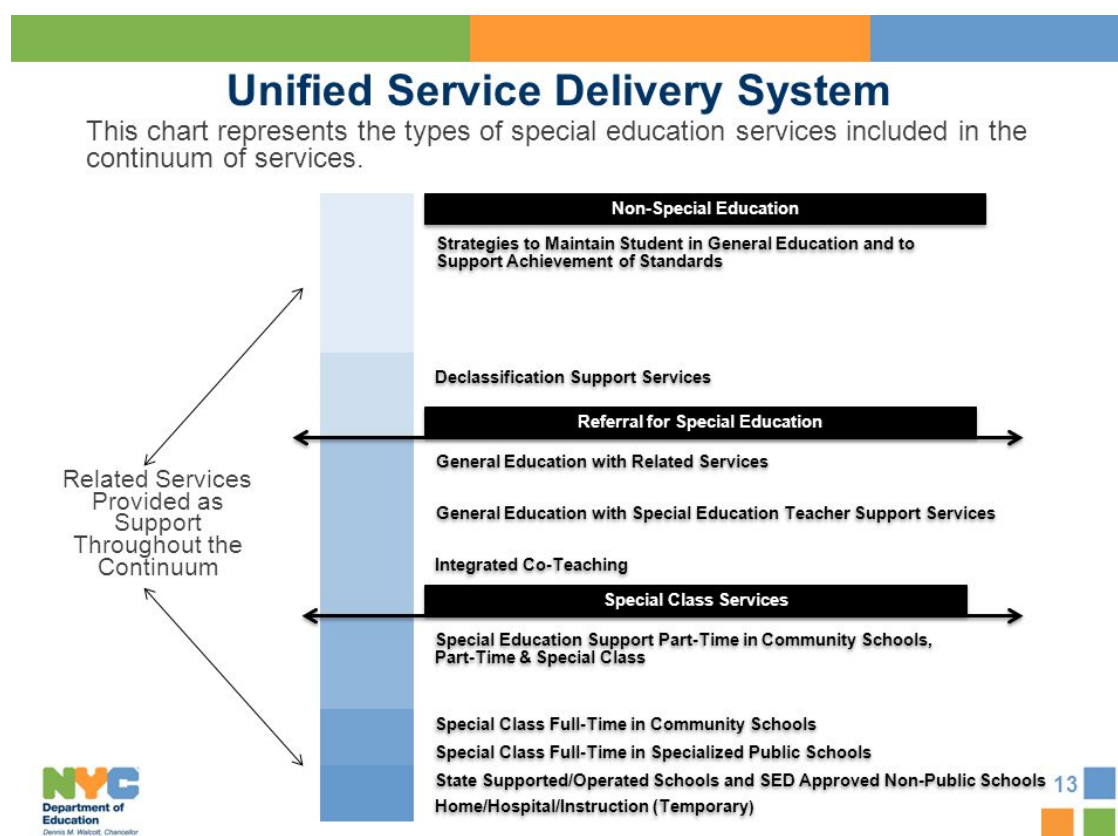 Unified Service Delivery System
This chart represents the types of special education services included in the
continuum of services.
Non-Special Education
Strategies to Maintain Student in General Education and to
Support Achievement of Standards
Declassification Support Services
Referral for Special Education
General Education with Related Services
General Education with Special Education Teacher Support Services
Integrated Co-Teaching
Related Services
Provided as
Support
Throughout the
Continuum
Special Class Services
Special Education Support Part-Time in Community Schools,
Part-Time & Special Class
Special Class Full-Time in Community Schools
Special Class Full-Time in Specialized Public Schools
State Supported/Operated Schools and SED Approved Non-Public Schools
Home/Hospital/Instruction (Temporary)
NYC
Department of
Education
Dennis M. Walcott, Chancellor
13